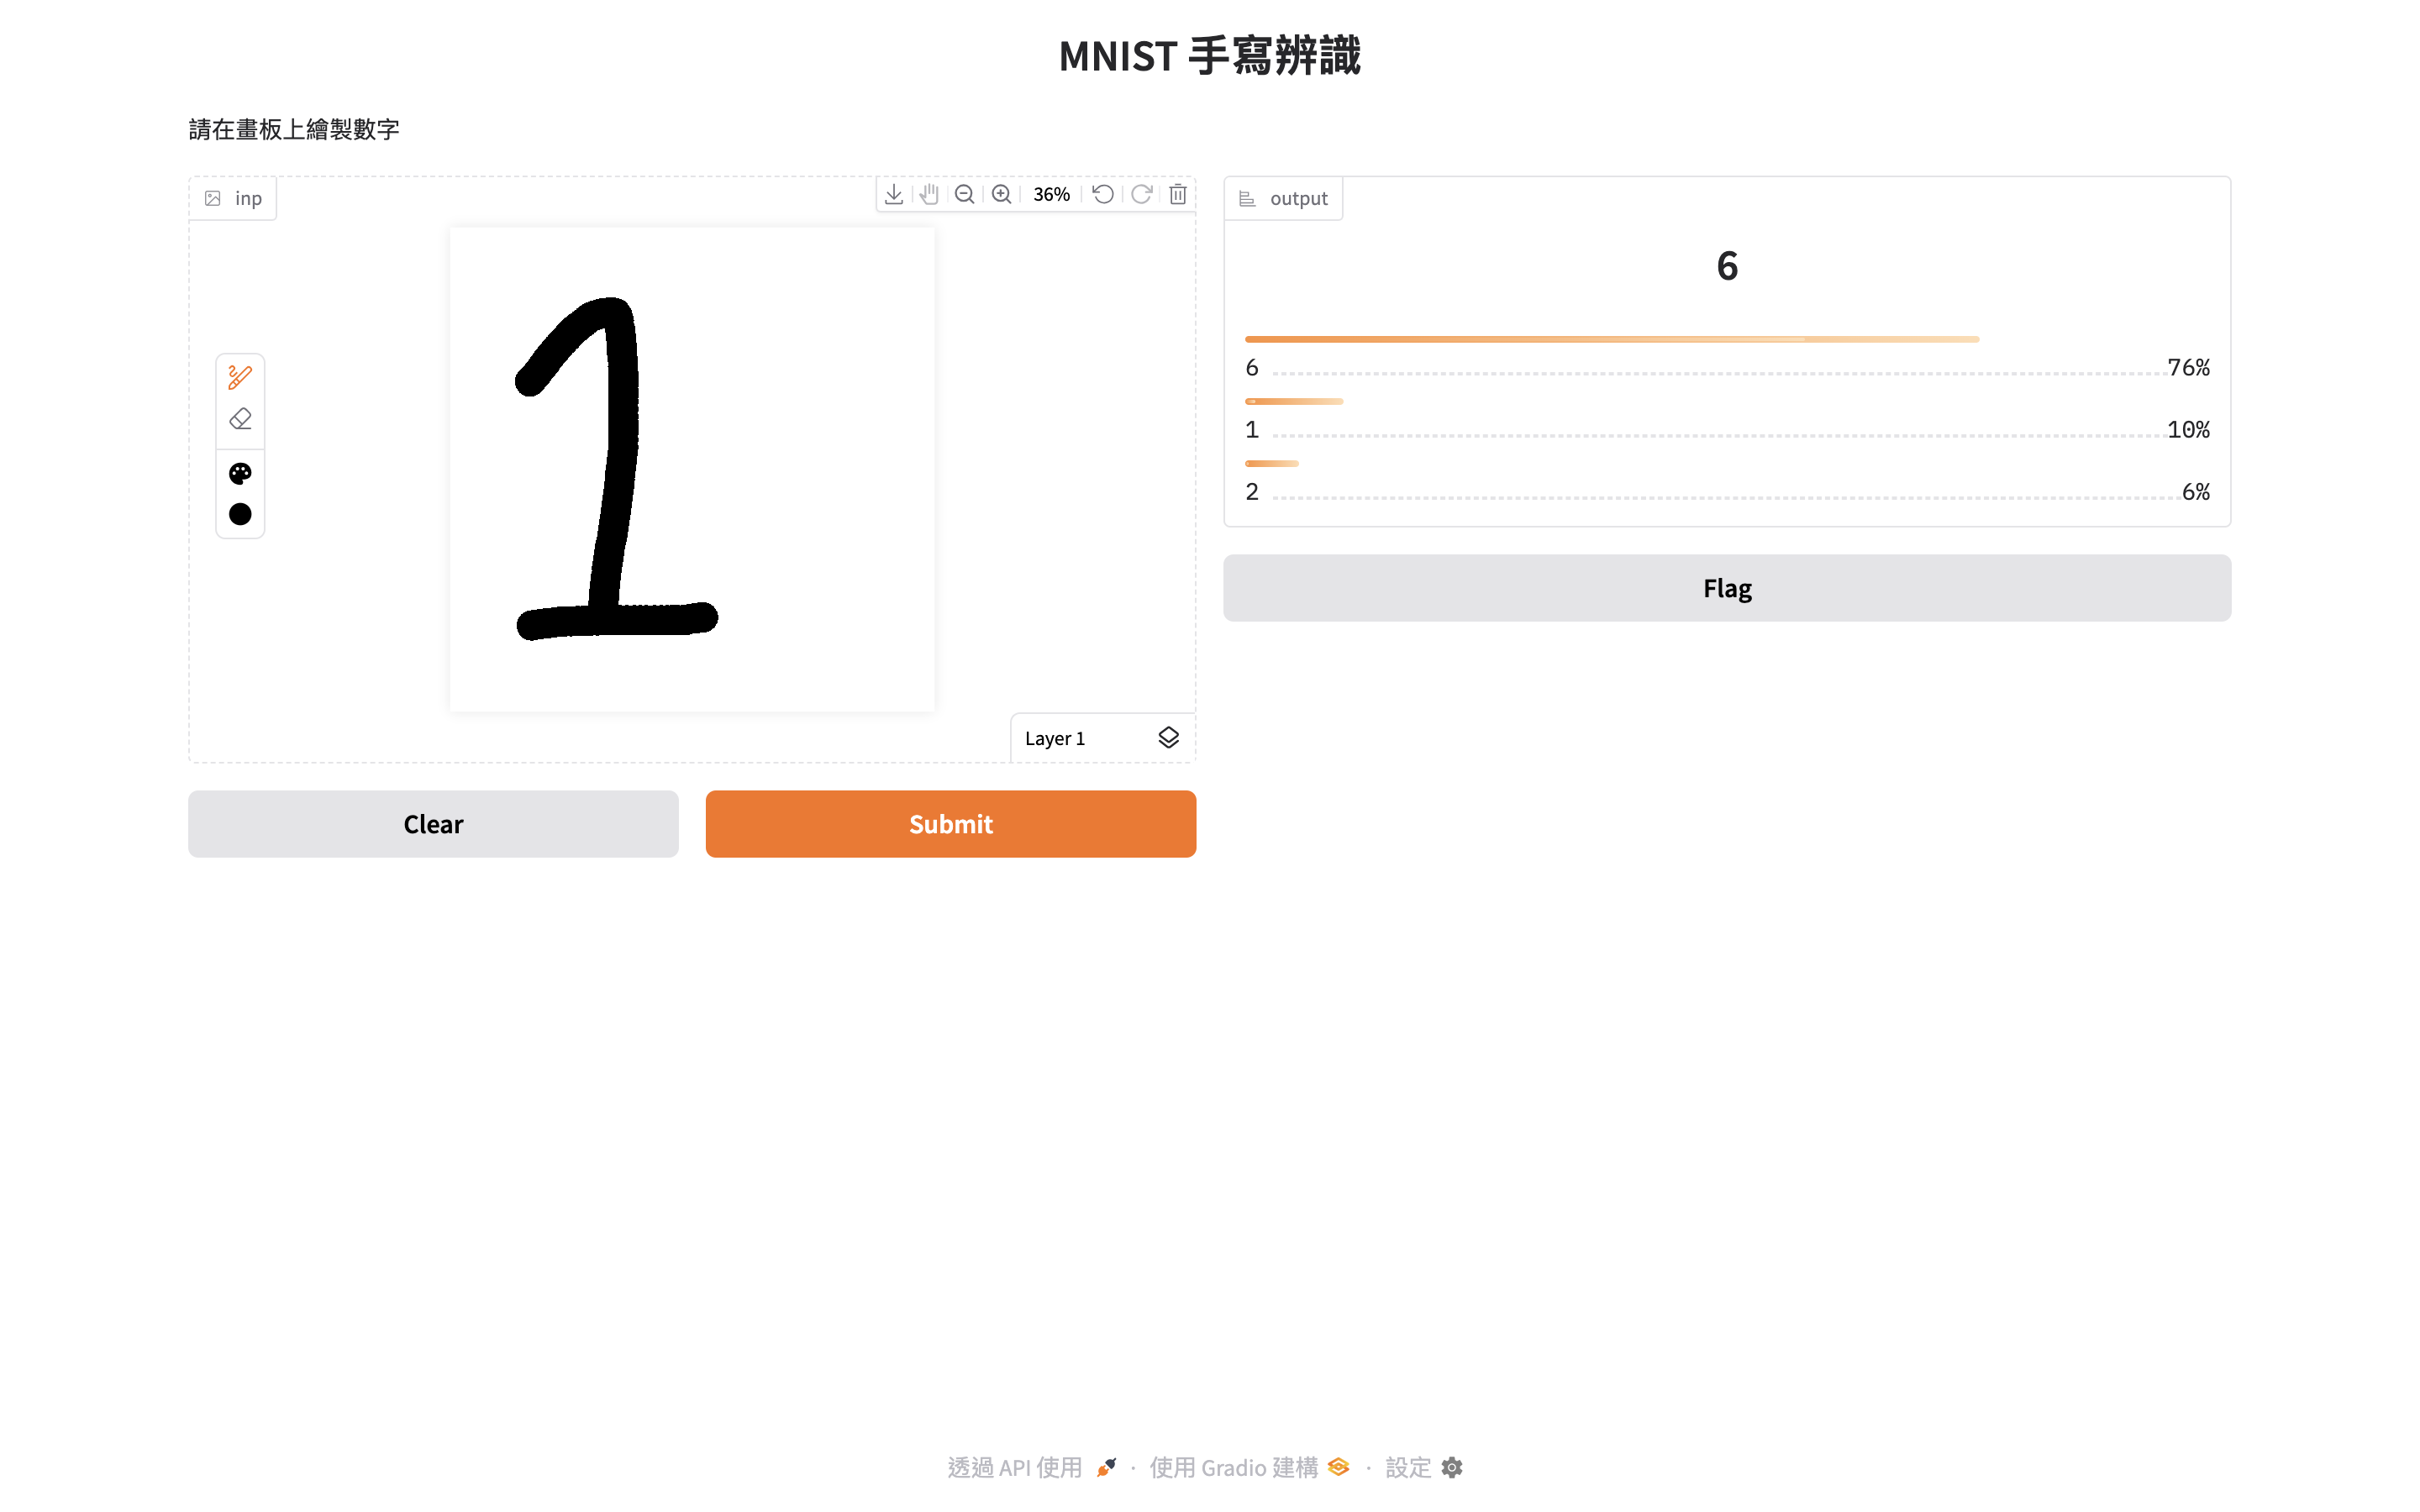 MNIST 手寫辨識
請在畫板上繪製數字
inp
36%
1
Layer 1
Clear
Submit
output
6
6 76%
1 10%
2 6%
Flag
透過 API 使用 · 使用 Gradio 建構 · 設定